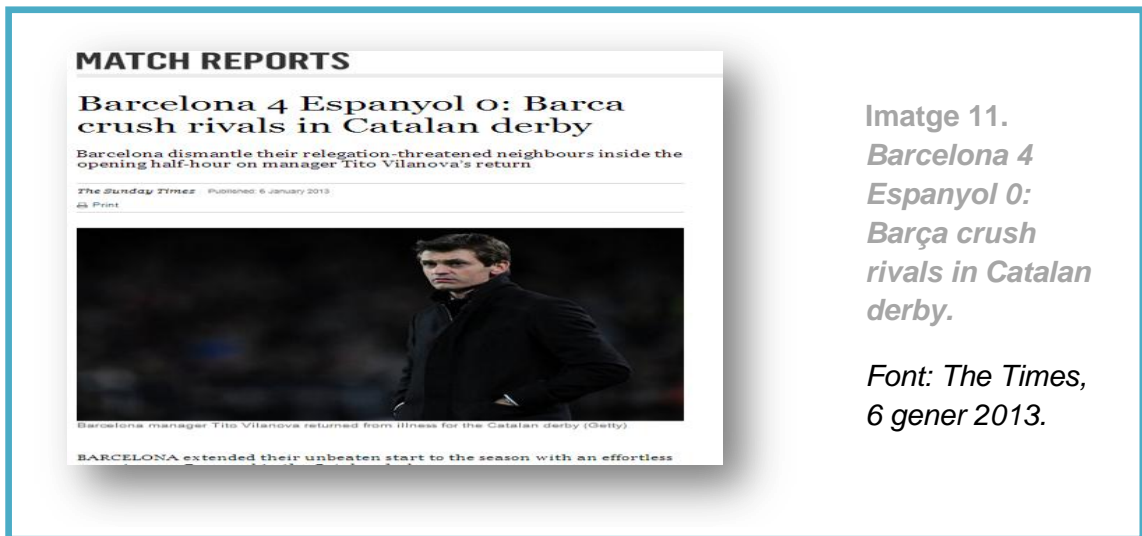 MATCH REPORTS
Barcelona 4 Espanyol 0: Barca
crush rivals in Catalan derby
Barcelona dismantle their relegation-threatened neighbours inside the
opening half-hour on manager Tito Vilanova's return
The Sunday Times Published: 6 January 2013
Print
Barcelona manager Tito Vilanova returned from illness for the Catalan derby (Getty)
BARCELONA extended their unbeaten start to the season with an effortless
Imatge 11.
Barcelona 4
Espanyol 0:
Barça crush
rivals in Catalan
derby.
Font: The Times,
6 gener 2013.